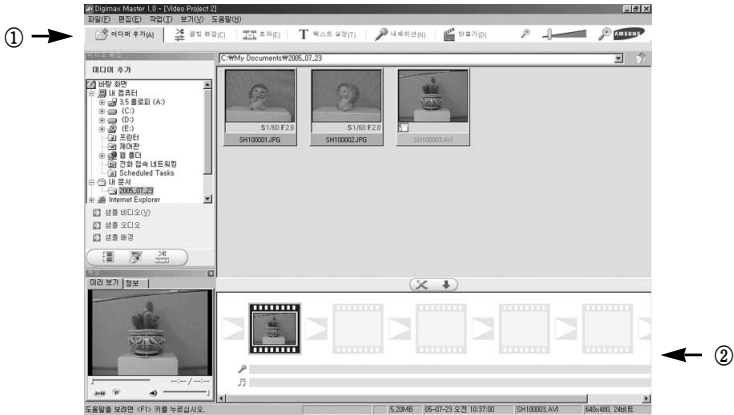 Digimax Master 1.0 - [Video Project 2]
파일(F) 편집(E) 작업(T) 보기(V) 도움말(H)
① 미디어 추가[A] 클립 편집[C] 효과[E] T 텍스트 설정[T] 내레이션[N] 만들기[D] SAMSUNG
미디어 추가
C:₩My Documents₩2005_07_23
바탕 화면
내 컴퓨터
3.5 플로피 (A:)
(C:)
(D:)
(E:)
프린터
제어판
웹 폴더
전화 접속 네트워킹
Scheduled Tasks
내 문서
2005_07_23
Internet Explorer
S1/60 F2.8
S1/60 F2.8
SH100001.JPG
SH100002.JPG
SH100003.AVI
샘플 비디오(V)
샘플 오디오
샘플 배경
미리 보기 정보
--:-- / --:--
②
도움말을 보려면 <F1> 키를 누르십시오.
5.20MB 05-07-23 오전 10:37:00 SH100003.AVI 640x480, 24비트